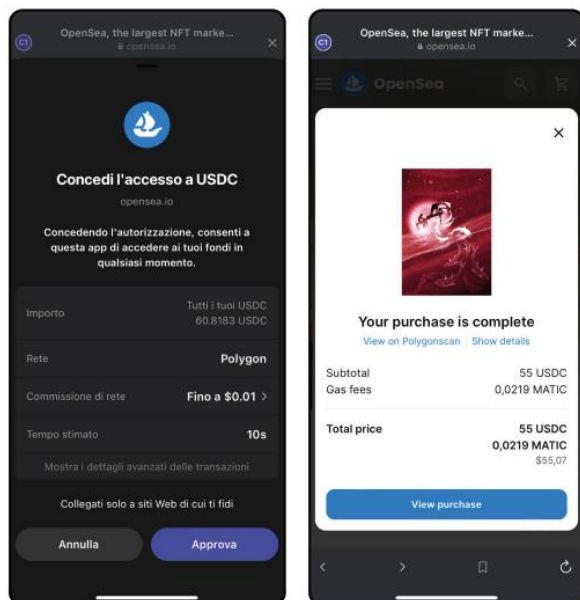 C1
OpenSea, the largest NFT marke...
opensea.io
Concedi l'accesso a USDC
opensea.io
Concedendo l'autorizzazione, consenti a
questa app di accedere ai tuoi fondi in
qualsiasi momento.
Importo
Tutti i tuoi USDC
60.8183 USDC
Rete
Polygon
Commissione di rete
Fino a $0.01 >
Tempo stimato
10s
Mostra i dettagli avanzati delle transazioni
Collegati solo a siti Web di cui ti fidi
Annulla
Approva
C1
OpenSea, the largest NFT marke...
opensea.io
OpenSea
Your purchase is complete
View on Polygonscan | Show details
Subtotal
55 USDC
Gas fees
0,0219 MATIC
Total price
55 USDC
0,0219 MATIC
$55,07
View purchase